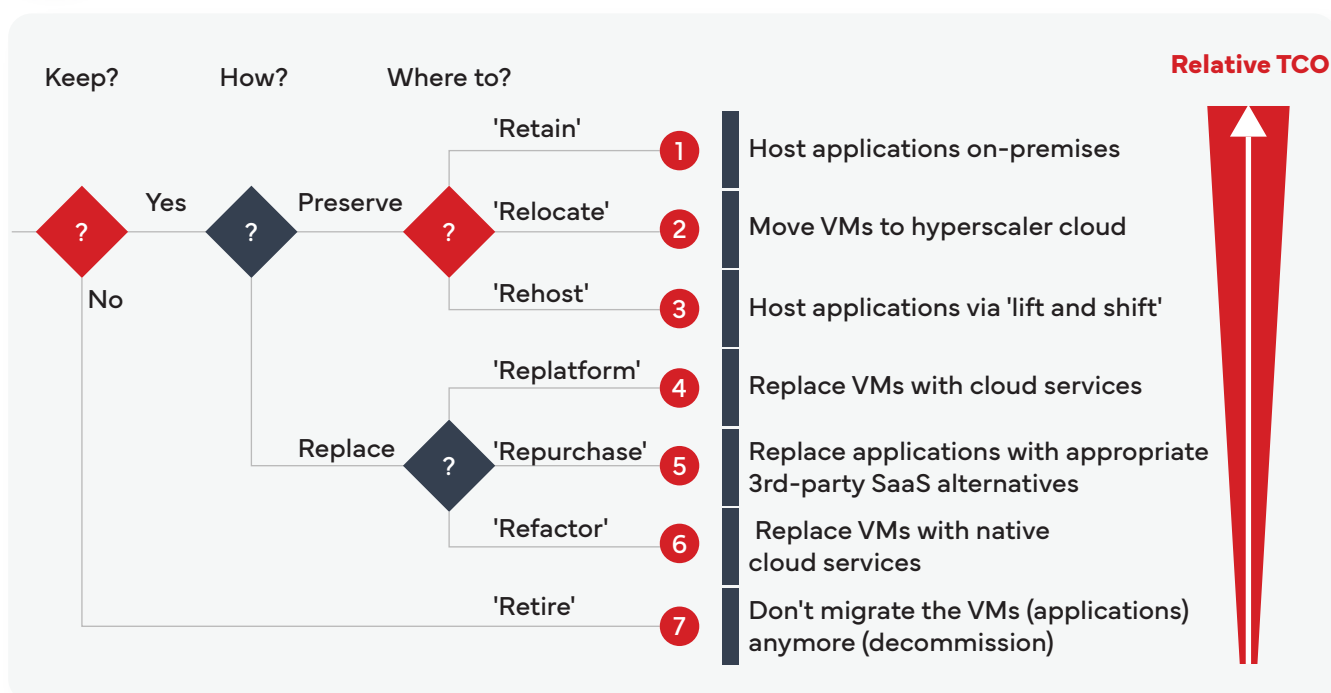 Relative TCO
Keep?
How?
Where to?
'Retain'
1
Host applications on-premises
Yes
Preserve
?
?
?
'Relocate'
2
Move VMs to hyperscaler cloud
No
'Rehost'
3
Host applications via 'lift and shift'
'Replatform'
4
Replace VMs with cloud services
Replace
?
'Repurchase'
5
Replace applications with appropriate
3rd-party SaaS alternatives
'Refactor'
6
Replace VMs with native
cloud services
'Retire'
7
Don't migrate the VMs (applications)
anymore (decommission)